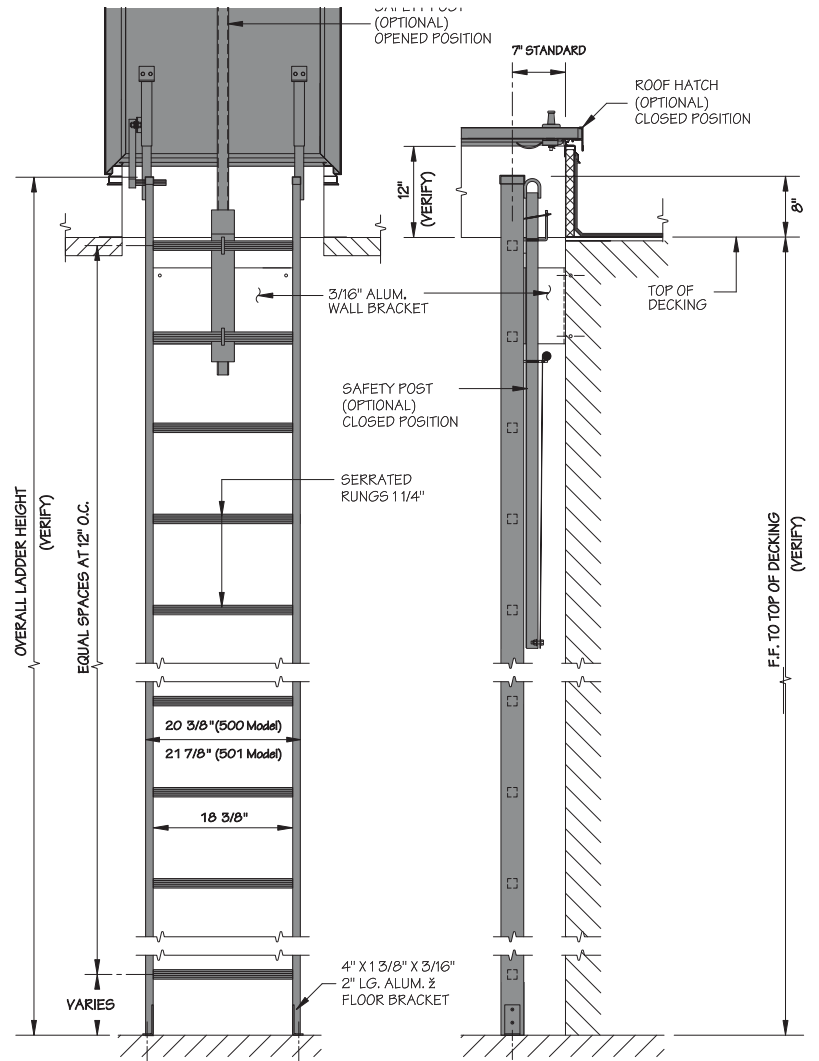 (OPTIONAL)
OPENED POSITION
7" STANDARD
ROOF HATCH
(OPTIONAL)
CLOSED POSITION
12"
(VERIFY)
8"
TOP OF
DECKING
3/16" ALUM.
WALL BRACKET
SAFETY POST
(OPTIONAL)
CLOSED POSITION
SERRATED
RUNGS 1 1/4"
OVERALL LADDER HEIGHT
(VERIFY)
EQUAL SPACES AT 12" O.C.
F.F. TO TOP OF DECKING
(VERIFY)
20 3/8" (500 Model)
21 7/8" (501 Model)
18 3/8"
VARIES
4" X 1 3/8" X 3/16"
2" LG. ALUM.
FLOOR BRACKET